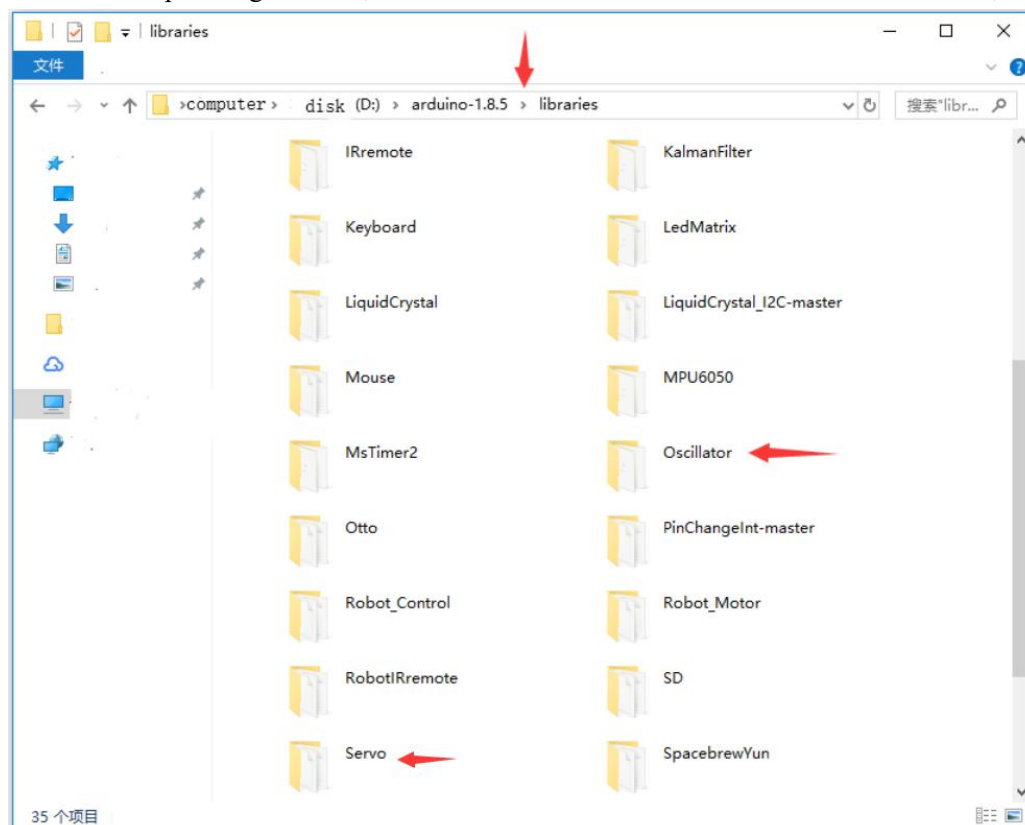 libraries
文件
>computer> disk (D:) > arduino-1.8.5 > libraries
搜索"libr...
IRremote KalmanFilter
Keyboard LedMatrix
LiquidCrystal LiquidCrystal_I2C-master
Mouse MPU6050
MsTimer2 Oscillator
Otto PinChangeInt-master
Robot_Control Robot_Motor
RobotIRremote SD
Servo SpacebrewYun
35 个项目